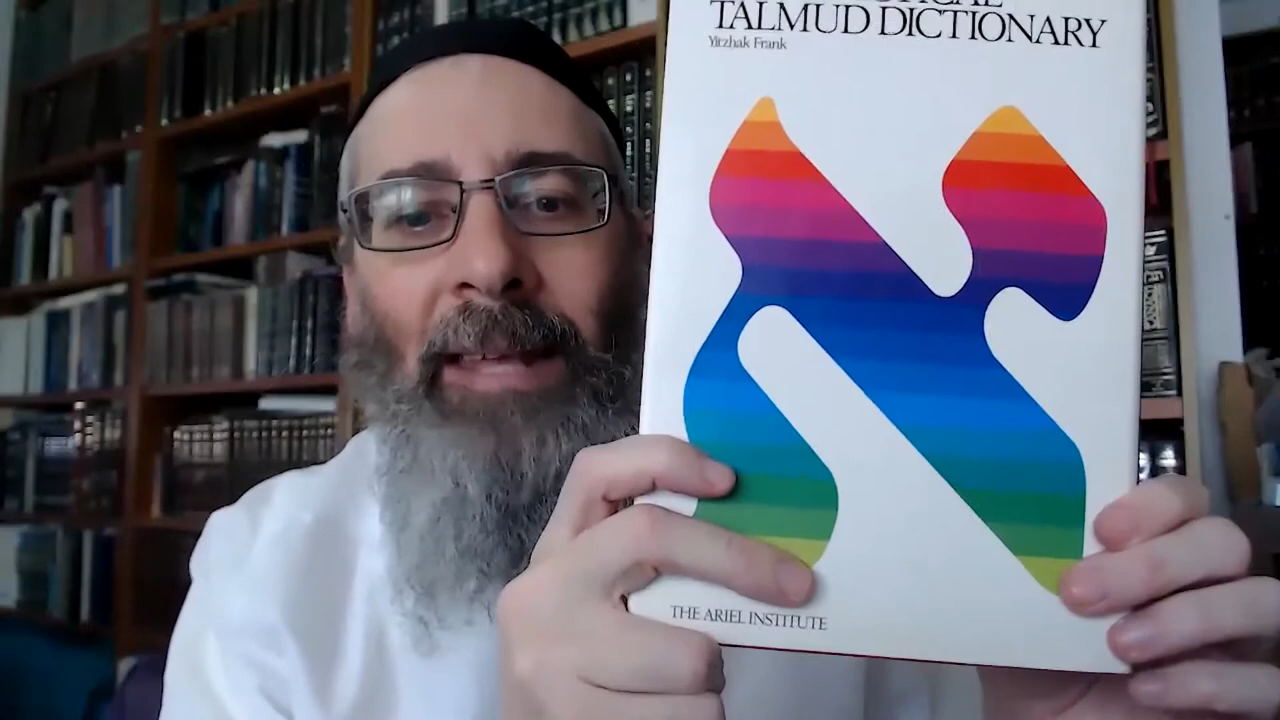 TALMUD DICTIONARY
Yitzhak Frank
א
THE ARIEL INSTITUTE